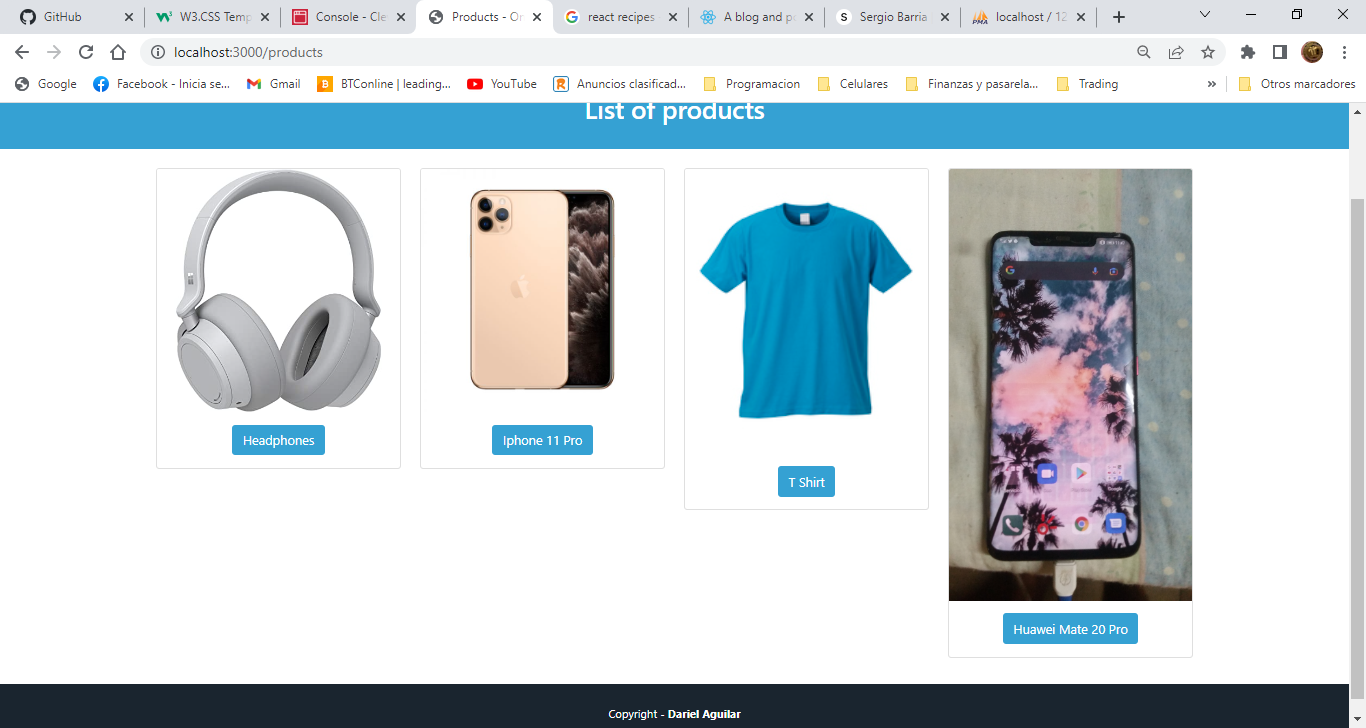 GitHub
W3.CSS Temp
Console - Cle
Products - Or
react recipes
A blog and po
Sergio Barria
localhost / 12
localhost:3000/products
Google
Facebook - Inicia se...
Gmail
BTConline | leading...
YouTube
Anuncios clasificad...
Programacion
Celulares
Finanzas y pasarela...
Trading
»
Otros marcadores
List of products
Headphones
Iphone 11 Pro
T Shirt
Huawei Mate 20 Pro
Copyright - Dariel Aguilar